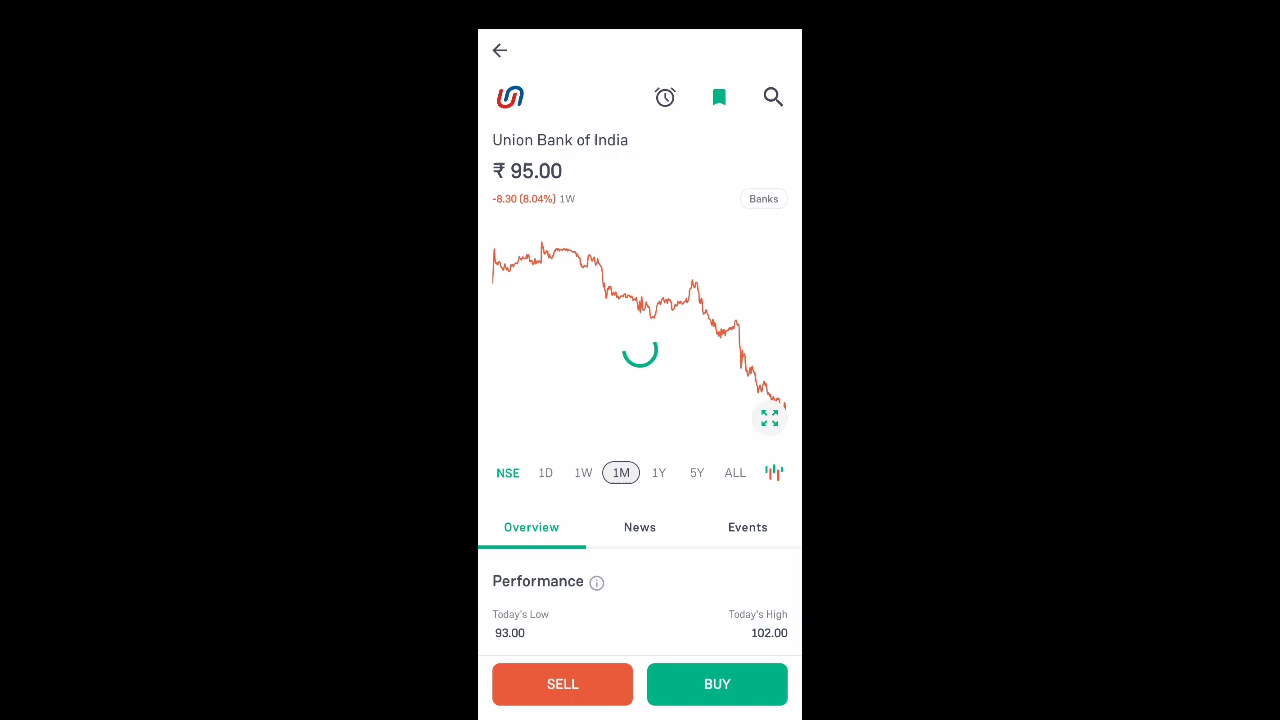 Union Bank of India
₹ 95.00
-8.30 (8.04%) 1W
Banks
NSE 1D 1W 1M 1Y 5Y ALL
Overview News Events
Performance
Today's Low Today's High
93.00 102.00
SELL BUY